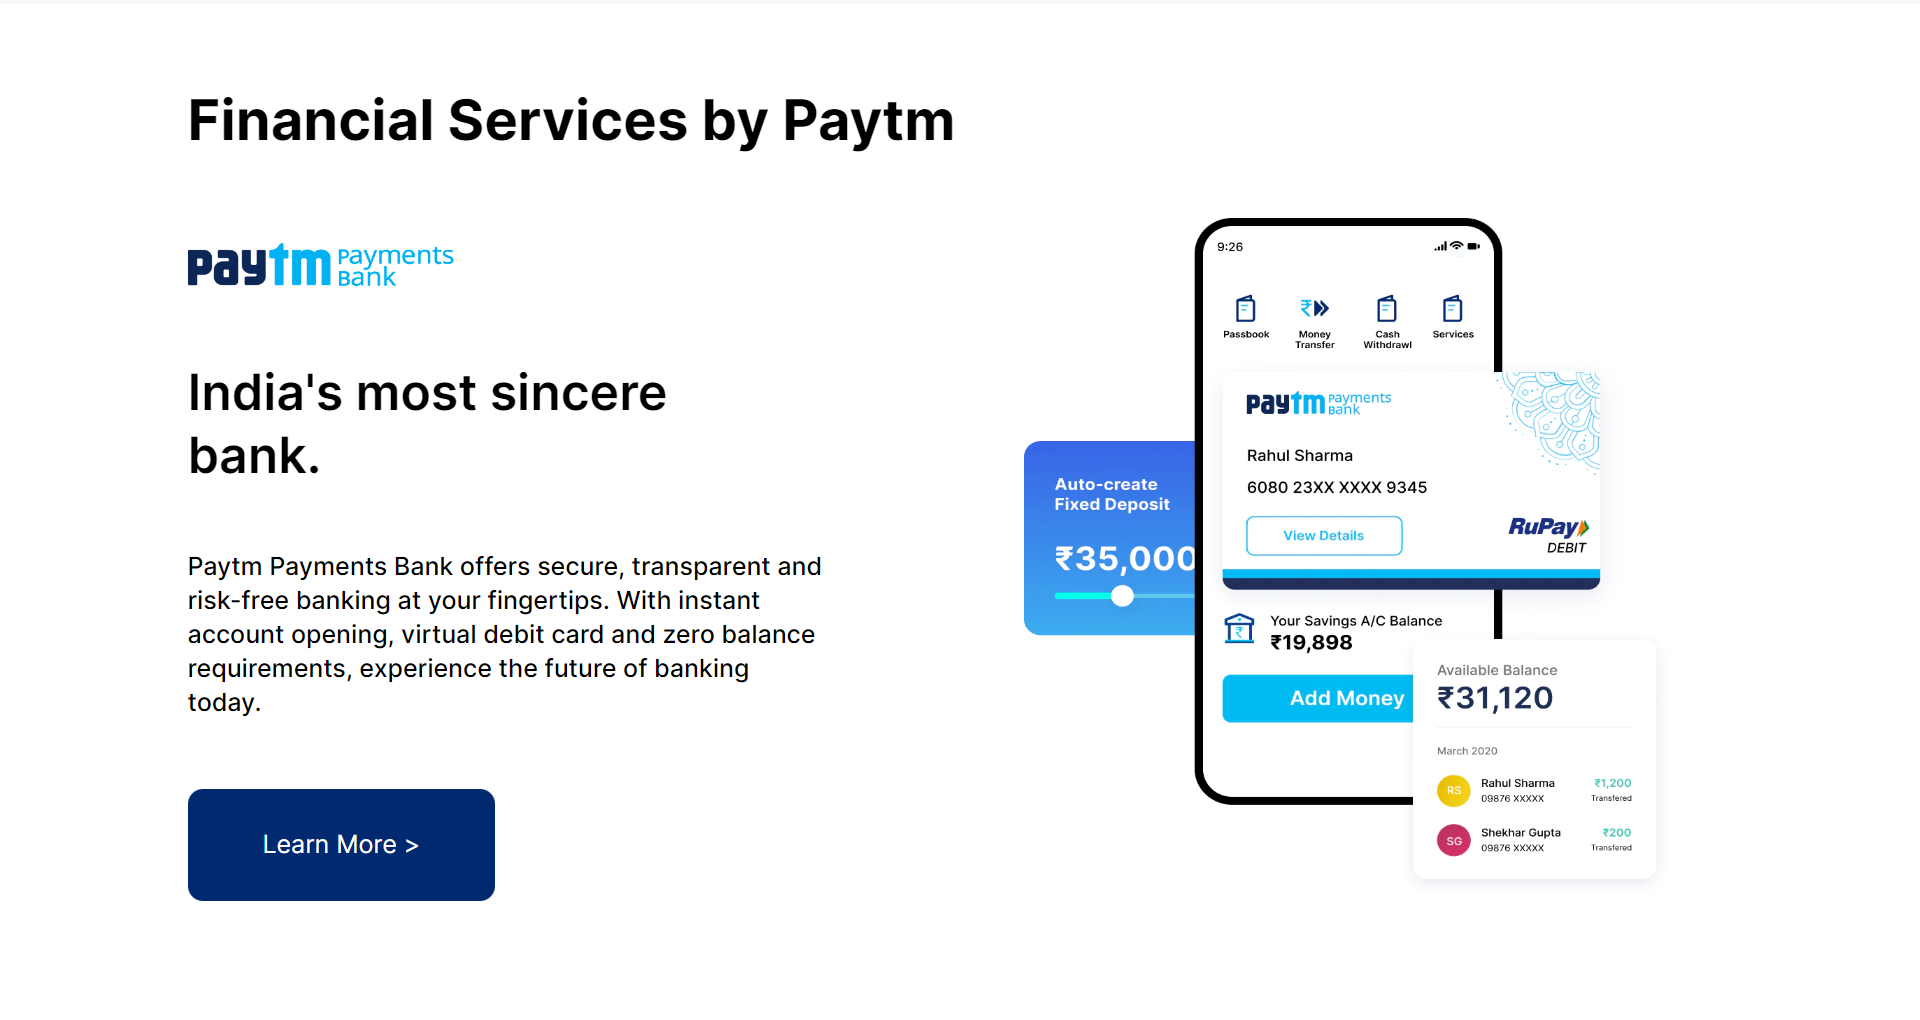 Financial Services by Paytm
paytm Payments
Bank
India's most sincere
bank.
Paytm Payments Bank offers secure, transparent and
risk-free banking at your fingertips. With instant
account opening, virtual debit card and zero balance
requirements, experience the future of banking
today.
Learn More >
Auto-create
Fixed Deposit
₹35,000
9:26
Passbook
Money
Transfer
Cash
Withdrawl
Services
paytm Payments
Bank
Rahul Sharma
6080 23XX XXXX 9345
View Details
RuPay
DEBIT
₹
Your Savings A/C Balance
₹19,898
Add Money
Available Balance
₹31,120
March 2020
RS
Rahul Sharma
09876 XXXXX
₹1,200
Transfered
SG
Shekhar Gupta
09876 XXXXX
₹200
Transfered